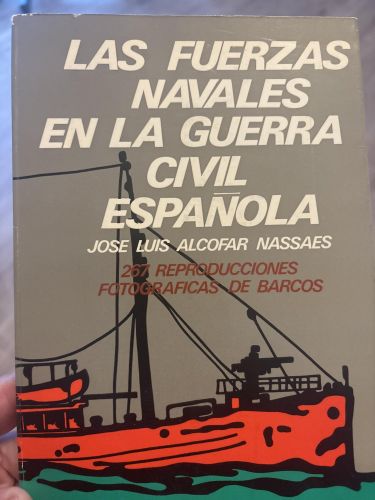 LAS FUERZAS
NAVALES
EN LA GUERRA
CIVIL
ESPAÑOLA
JOSE LUIS ALCOFAR NASSAES
267 REPRODUCCIONES
FOTOGRAFICAS DE BARCOS